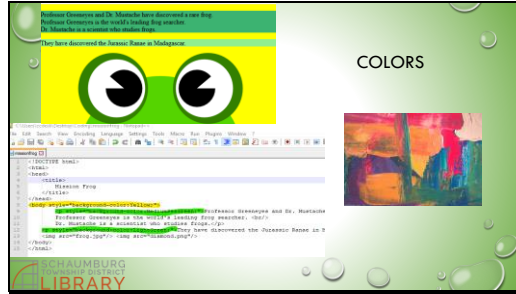 Professor Greeneyes and Dr. Mustache have discovered a rare frog.
Professor Greeneyes is the world's leading frog searcher.
Dr. Mustache is a scientist who studies frogs.
They have discovered the Jurassic Ranae in Madagascar.
COLORS
File Edit Search View Encoding Language Settings Tools Macro Run Plugins Window ?
<!DOCTYPE html>
<html>
<head>
<title>
Mission Frog
</title>
</head>
<body style="background-color:Yellow">
Professor Greeneyes and Dr. Mustache
Professor Greeneyes is the world's leading frog searcher. <br/>
Dr. Mustache is a scientist who studies frogs.</p>
They have discovered the Jurassic Ranae in
<img src="frog.jpg"/> <img src="diamond.png"/>
</body>
</html>
SCHAUMBURG
TOWNSHIP DISTRICT
LIBRARY